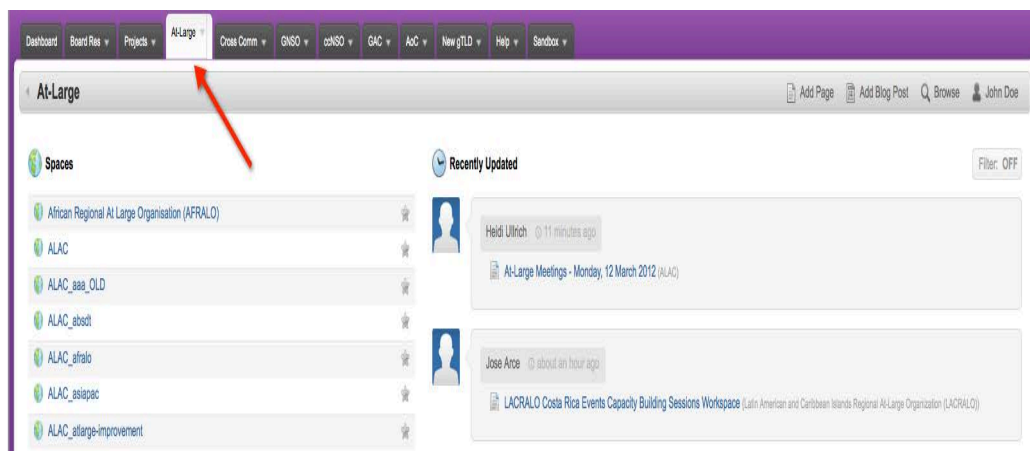 Dashboard Board Res Projects At-Large Cross Comm GNSO ccNSO GAC AoC New gTLD Help Sandbox
At-Large Add Page Add Blog Post Browse John Doe
Spaces
African Regional At Large Organisation (AFRALO)
ALAC
ALAC_aaa_OLD
ALAC_absdt
ALAC_afralo
ALAC_asiapac
ALAC_atlarge-improvement
Recently Updated Filter: OFF
Heidi Ullrich 11 minutes ago
At-Large Meetings - Monday, 12 March 2012 (ALAC)
Jose Arce about an hour ago
LACRALO Costa Rica Events Capacity Building Sessions Workspace (Latin American and Caribbean Islands Regional At-Large Organization (LACRALO))